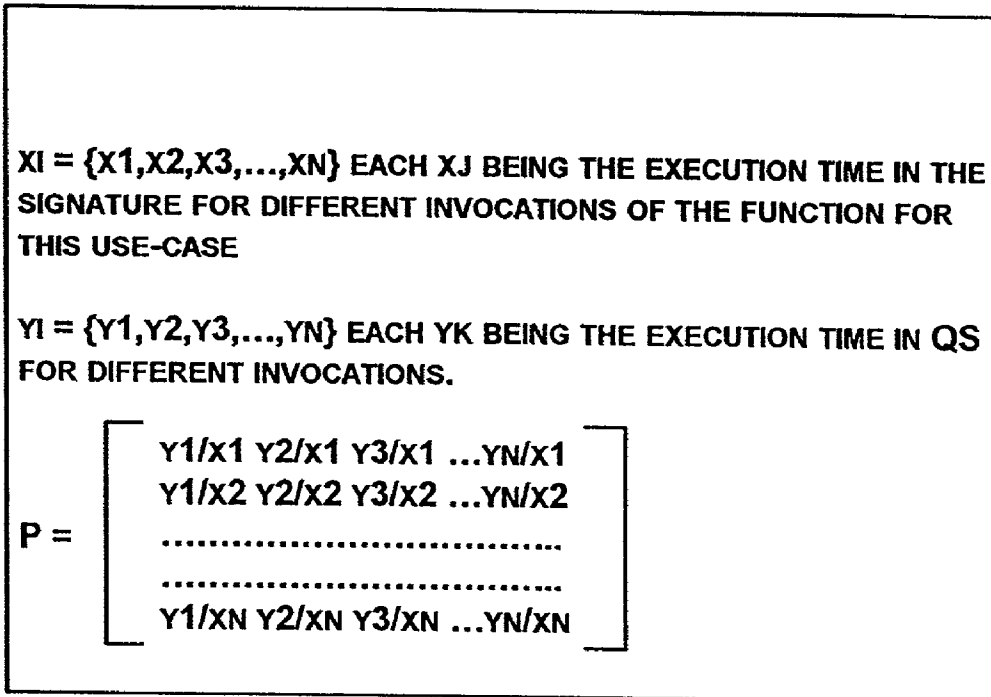 XI = {X1,X2,X3,...,XN} EACH XJ BEING THE EXECUTION TIME IN THE
SIGNATURE FOR DIFFERENT INVOCATIONS OF THE FUNCTION FOR
THIS USE-CASE
YI = {Y1,Y2,Y3,...,YN} EACH YK BEING THE EXECUTION TIME IN QS
FOR DIFFERENT INVOCATIONS.
Y1/X1 Y2/X1 Y3/X1 ...YN/X1
Y1/X2 Y2/X2 Y3/X2 ...YN/X2
P = ..................................
..................................
Y1/XN Y2/XN Y3/XN ...YN/XN